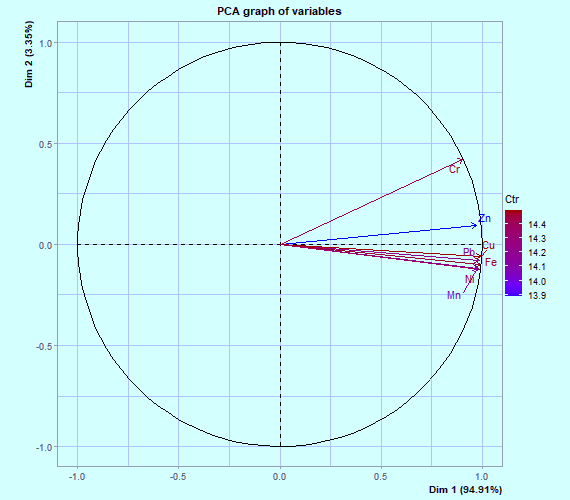 PCA graph of variables
Dim 2 (3.35%)
1.0
0.5
0.0
-0.5
-1.0
Cr
Zn
Cu
Pb
Fe
Ni
Mn
Ctr
14.4
14.3
14.2
14.1
14.0
13.9
-1.0
-0.5
0.0
0.5
1.0
Dim 1 (94.91%)